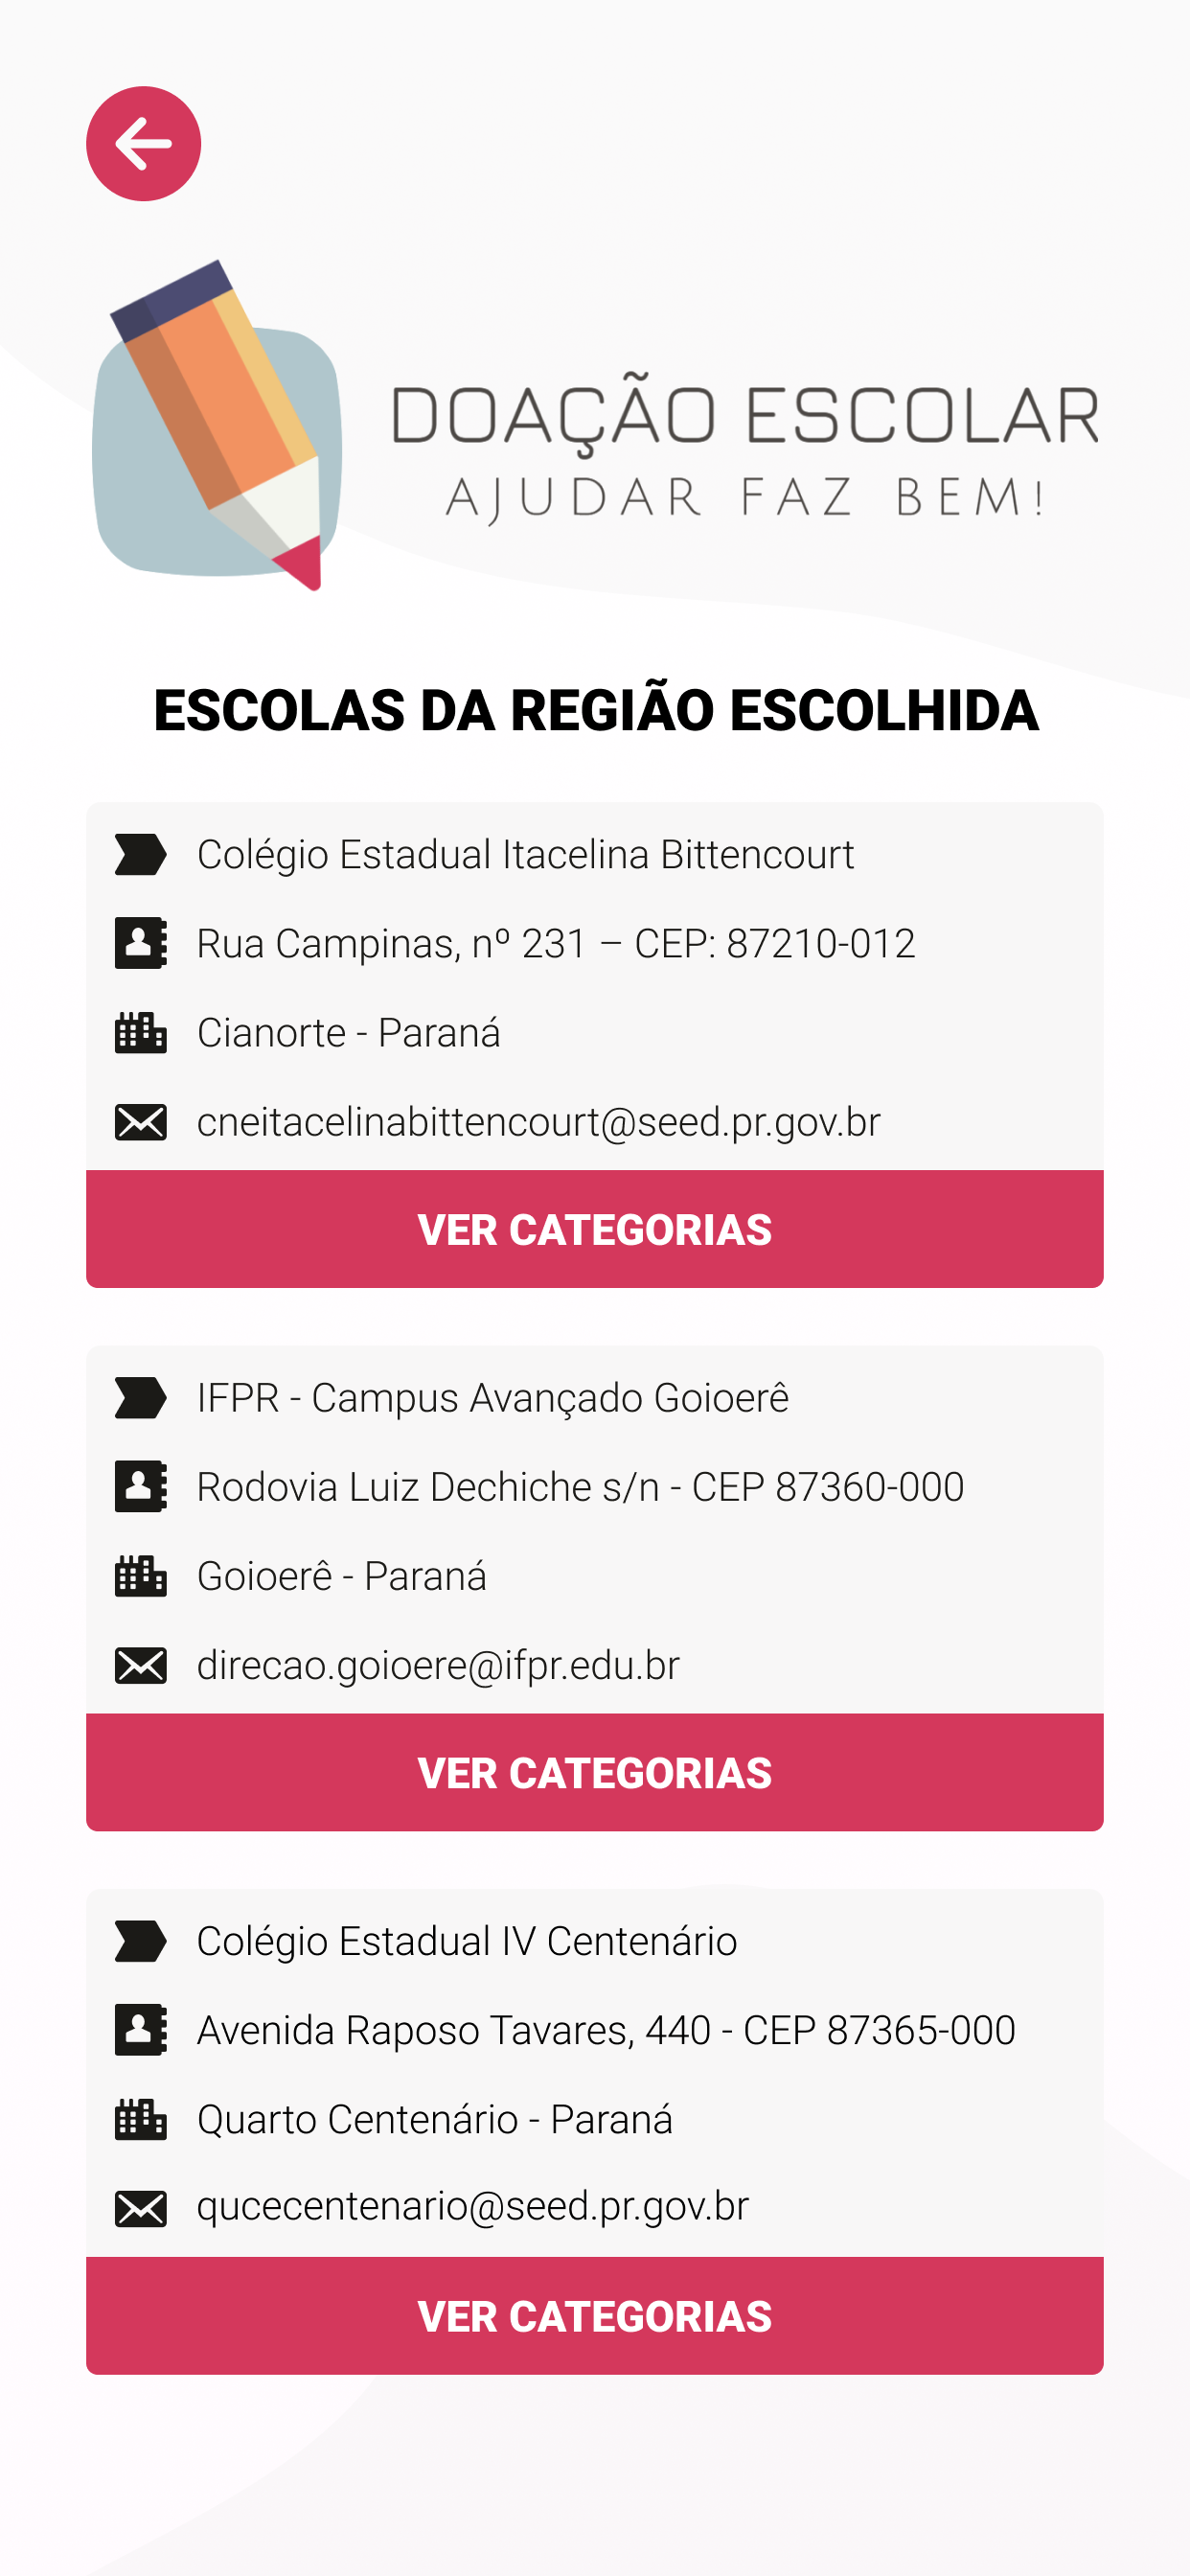 DOAÇÃO ESCOLAR
AJUDAR FAZ BEM!
ESCOLAS DA REGIÃO ESCOLHIDA
Colégio Estadual Itacelina Bittencourt
Rua Campinas, nº 231 – CEP: 87210-012
Cianorte - Paraná
cneitacelinabittencourt@seed.pr.gov.br
VER CATEGORIAS
IFPR - Campus Avançado Goioerê
Rodovia Luiz Dechiche s/n - CEP 87360-000
Goioerê - Paraná
direcao.goioere@ifpr.edu.br
VER CATEGORIAS
Colégio Estadual IV Centenário
Avenida Raposo Tavares, 440 - CEP 87365-000
Quarto Centenário - Paraná
qucecentenario@seed.pr.gov.br
VER CATEGORIAS